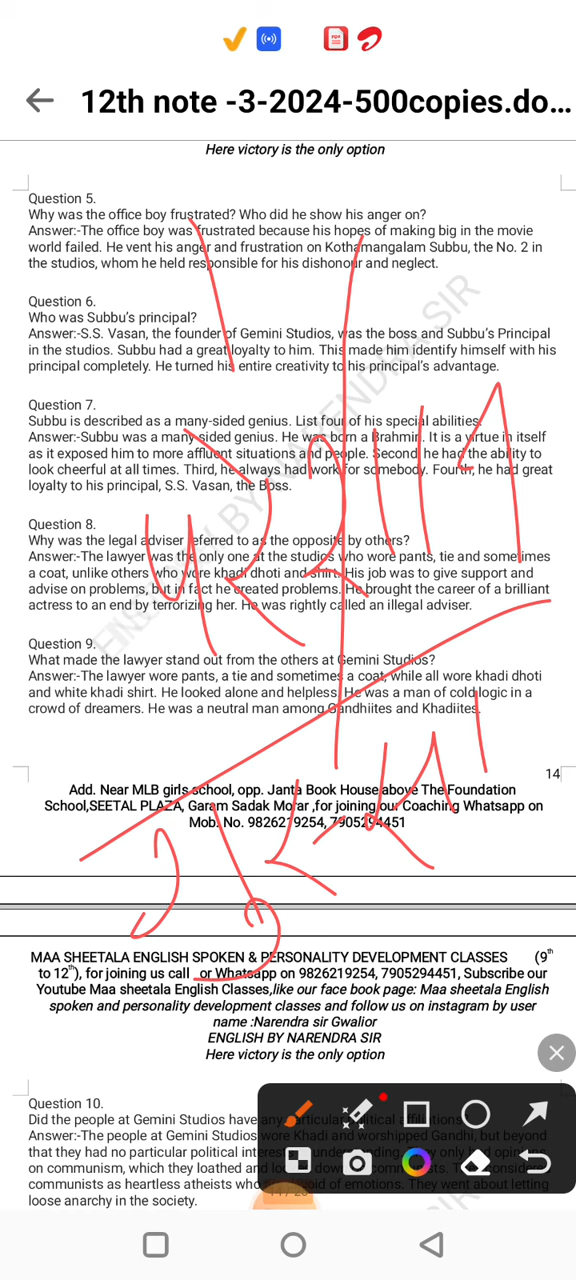 12th note -3-2024-500copies.do...
Here victory is the only option
Question 5.
Why was the office boy frustrated? Who did he show his anger on?
Answer:-The office boy was frustrated because his hopes of making big in the movie
world failed. He vent his anger and frustration on Kothamangalam Subbu, the No. 2 in
the studios, whom he held responsible for his dishonour and neglect.
Question 6.
Who was Subbu's principal?
Answer:-S.S. Vasan, the founder of Gemini Studios, was the boss and Subbu's Principal
in the studios. Subbu had a great loyalty to him. This made him identify himself with his
principal completely. He turned his entire creativity to his principal's advantage.
Question 7.
Subbu is described as a many-sided genius. List four of his special abilities.
Answer:-Subbu was a many-sided genius. He was born a Brahmin. It is a virtue in itself
as it exposed him to more affluent situations and people. Second he had the ability to
look cheerful at all times. Third, he always had work for somebody. Fourth, he had great
loyalty to his principal, S.S. Vasan, the Boss.
Question 8.
Why was the legal adviser referred to as the opposite by others?
Answer:-The lawyer was the only one at the studios who wore pants, tie and sometimes
a coat, unlike others who wore khadi dhoti and shirt. His job was to give support and
advise on problems, but in fact he created problems. He brought the career of a brilliant
actress to an end by terrorizing her. He was rightly called an illegal adviser.
Question 9.
What made the lawyer stand out from the others at Gemini Studios?
Answer:-The lawyer wore pants, a tie and sometimes a coat, while all wore khadi dhoti
and white khadi shirt. He looked alone and helpless. He was a man of cold logic in a
crowd of dreamers. He was a neutral man among Gandhiites and Khadiites.
14
Add. Near MLB girls school, opp. Janta Book House above The Foundation
School,SEETAL PLAZA, Garam Sadak Morar ,for joining our Coaching Whatsapp on
Mob. No. 9826219254, 7905294451
MAA SHEETALA ENGLISH SPOKEN & PERSONALITY DEVELOPMENT CLASSES (9th
to 12th), for joining us call or Whatsapp on 9826219254, 7905294451, Subscribe our
Youtube Maa sheetala English Classes,like our face book page: Maa sheetala English
spoken and personality development classes and follow us on instagram by user
name :Narendra sir Gwalior
ENGLISH BY NARENDRA SIR
Here victory is the only option
Question 10.
Did the people at Gemini Studios have any particular political affiliations
Answer:-The people at Gemini Studios wore Khadi and worshipped Gandhi, but beyond
that they had no particular political understanding. They only had
on communism, which they loathed and
communists as heartless atheists who void of emotions. They went about letting
loose anarchy in the society.